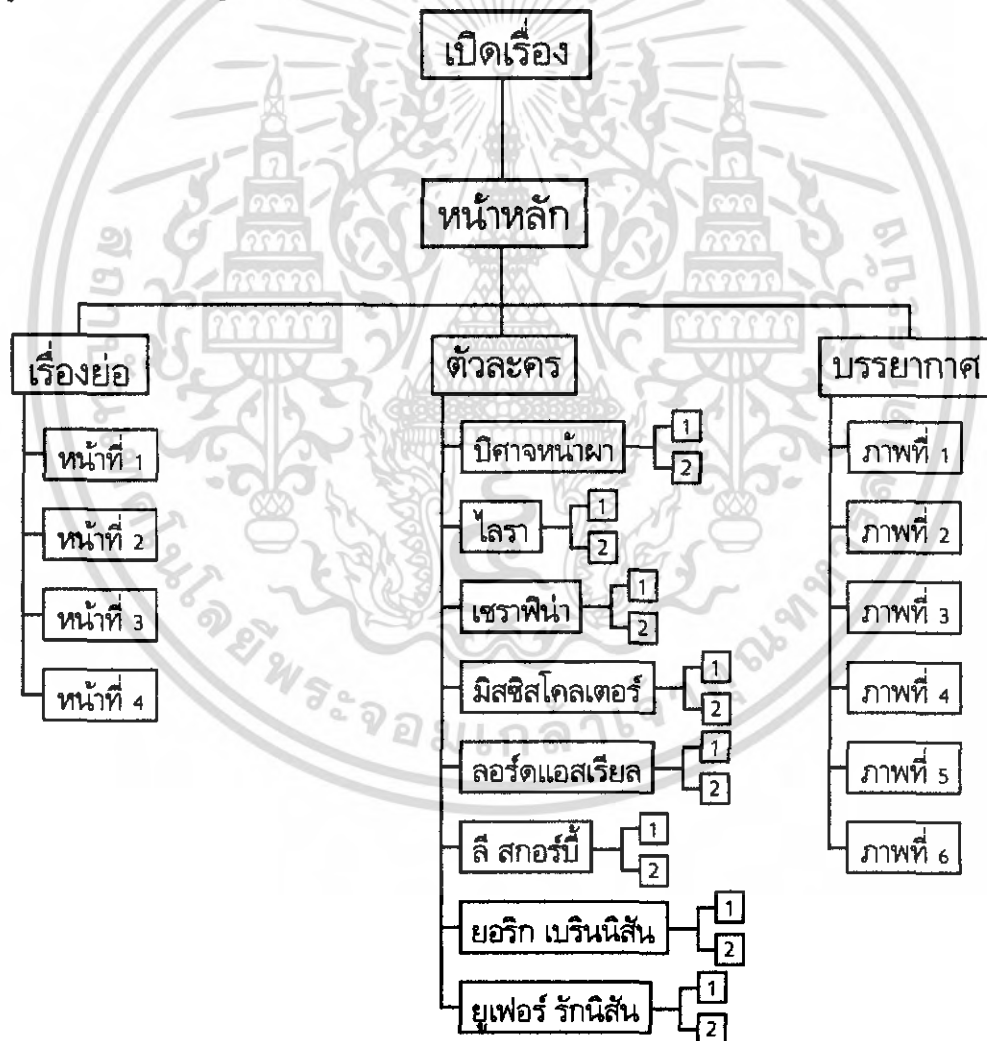 เปิดเรื่อง
หน้าหลัก
เรื่องย่อ
หน้าที่ 1
หน้าที่ 2
หน้าที่ 3
หน้าที่ 4
ตัวละคร
ปีศาจหน้าผา
1
2
ไลรา
1
2
เซราฟิน่า
1
2
มิสซิสโคลเตอร์
1
2
ลอร์ดแอสเรียล
1
2
ลี สกอร์บี้
1
2
ยอริก เบรินนิสัน
1
2
ยูเฟอร์ รักนิสัน
1
2
บรรยากาศ
ภาพที่ 1
ภาพที่ 2
ภาพที่ 3
ภาพที่ 4
ภาพที่ 5
ภาพที่ 6